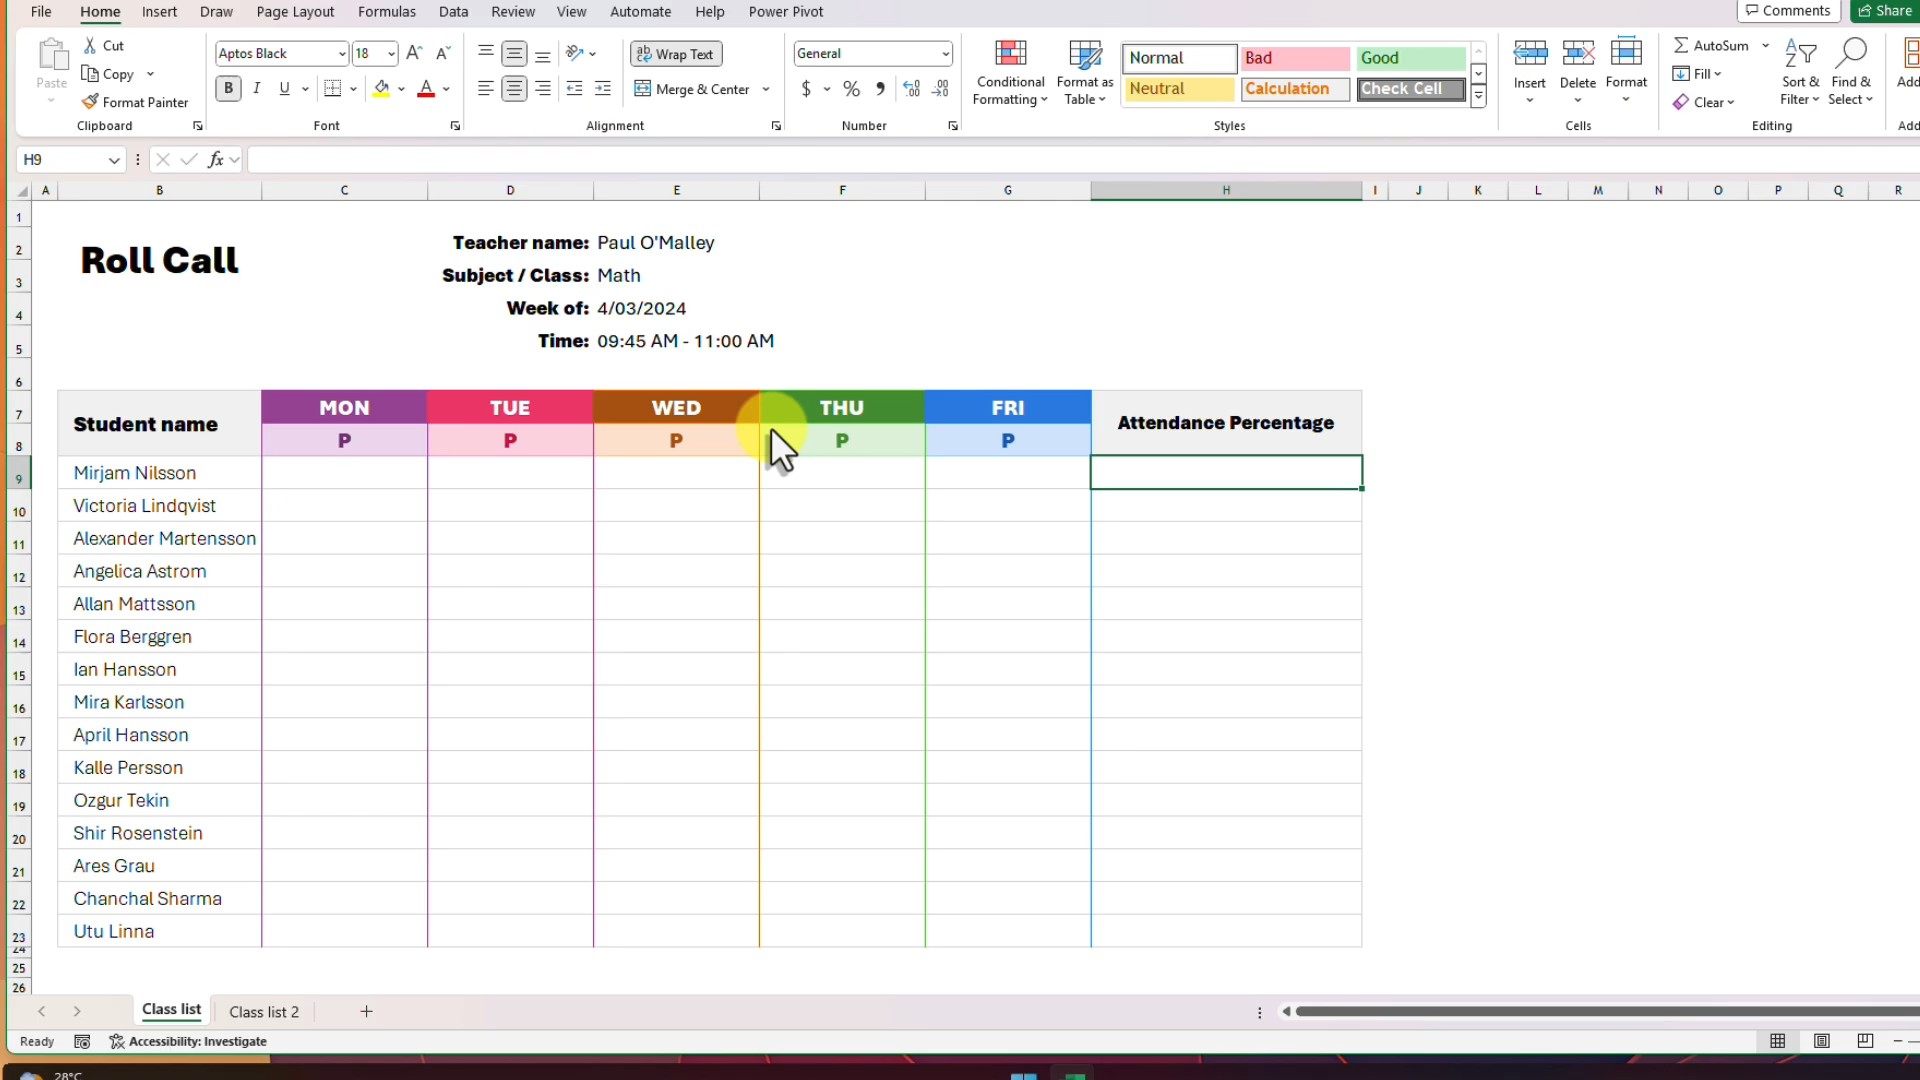 File Home Insert Draw Page Layout Formulas Data Review View Automate Help Power Pivot Comments Share
Paste Cut Copy Format Painter Clipboard
Aptos Black 18 B I U A Font
ab Wrap Text Merge & Center Alignment
General $ % Number
Conditional Formatting Format as Table
Normal Bad Good
Neutral Calculation Check Cell
Styles
Insert Delete Format Cells
AutoSum Fill Clear Sort & Filter Find & Select Editing
H9 fx
A B C D E F G H I J K L M N O P Q R
1
2 Roll Call Teacher name: Paul O'Malley
3 Subject / Class: Math
4 Week of: 4/03/2024
5 Time: 09:45 AM - 11:00 AM
6
7 Student name MON TUE WED THU FRI Attendance Percentage
8 P P P P P
9 Mirjam Nilsson
10 Victoria Lindqvist
11 Alexander Martensson
12 Angelica Astrom
13 Allan Mattsson
14 Flora Berggren
15 Ian Hansson
16 Mira Karlsson
17 April Hansson
18 Kalle Persson
19 Ozgur Tekin
20 Shir Rosenstein
21 Ares Grau
22 Chanchal Sharma
23 Utu Linna
24
25
26
Class list Class list 2
Ready Accessibility: Investigate
28°C